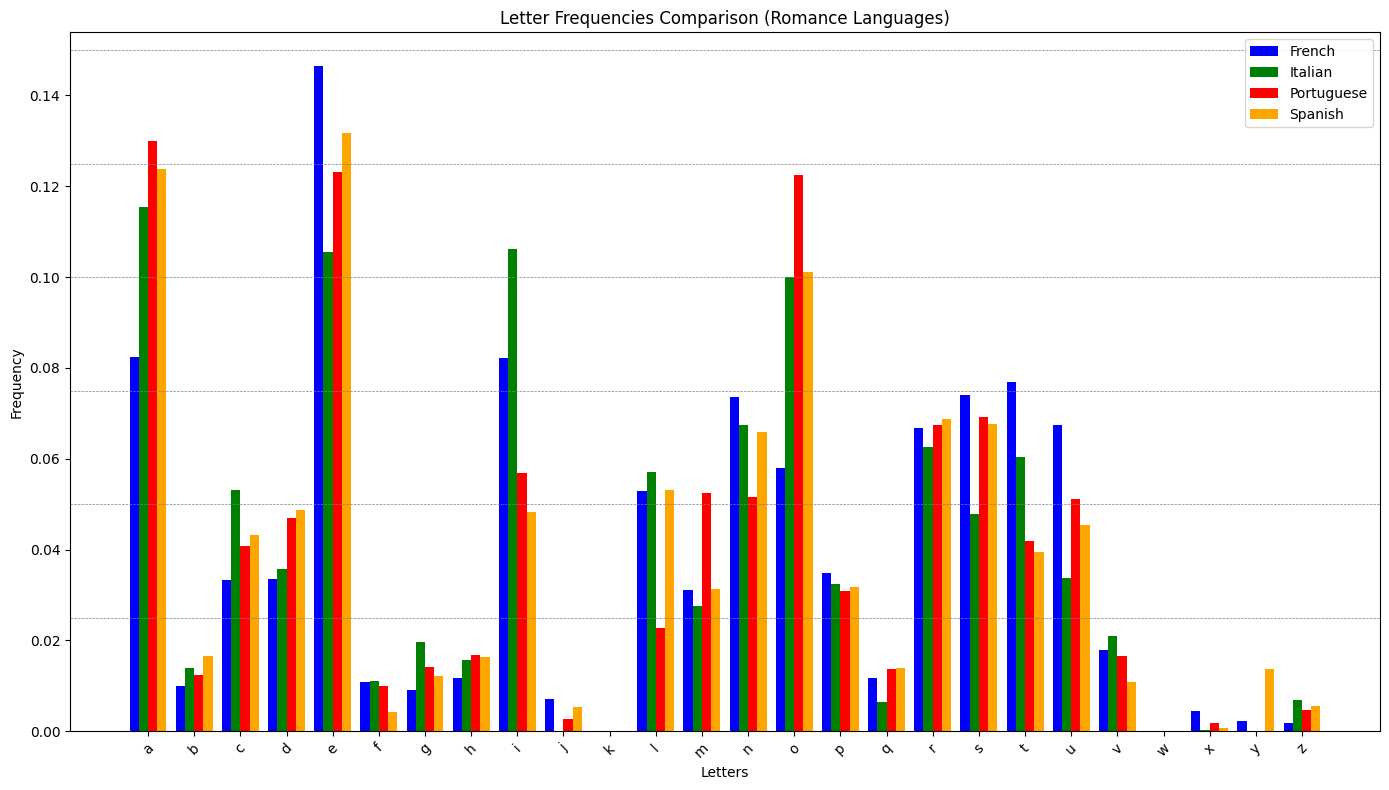 Letter Frequencies Comparison (Romance Languages)
French
Italian
Portuguese
Spanish
Frequency
0.14
0.12
0.10
0.08
0.06
0.04
0.02
0.00
a b c d e f g h i j k l m n o p q r s t u v w x y z
Letters